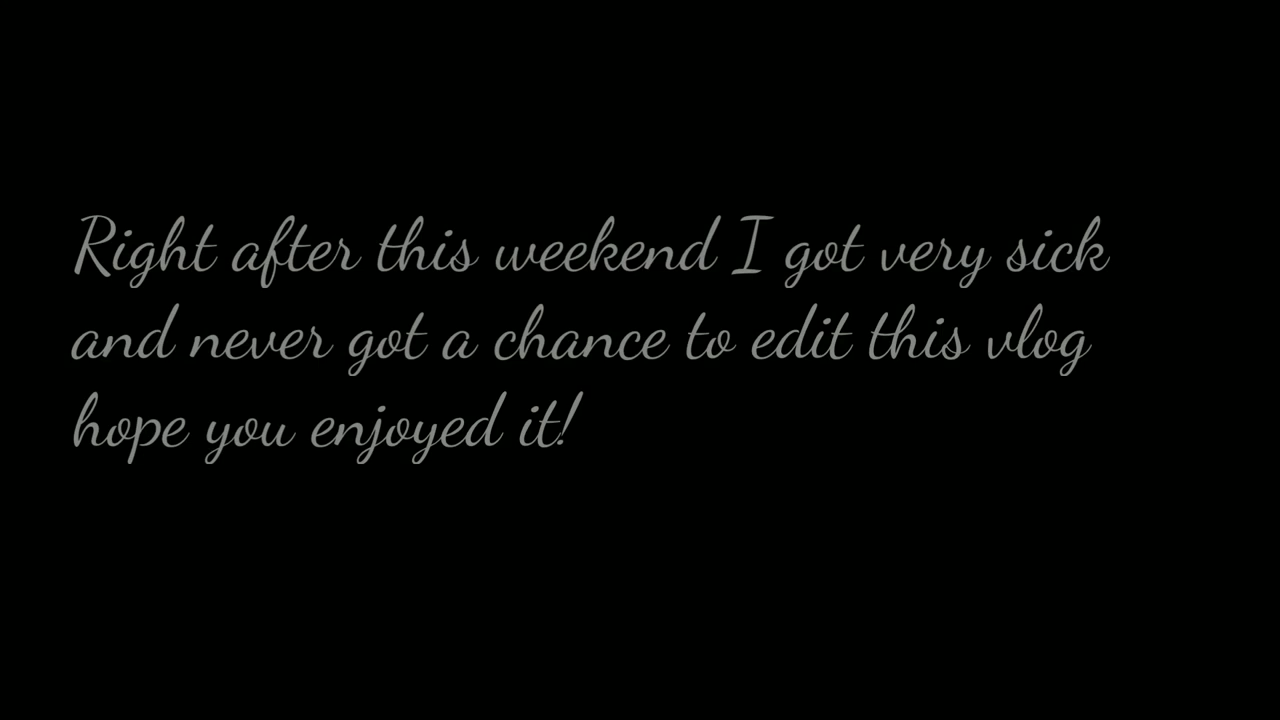 Right after this weekend I got very sick
and never got a chance to edit this vlog
hope you enjoyed it!